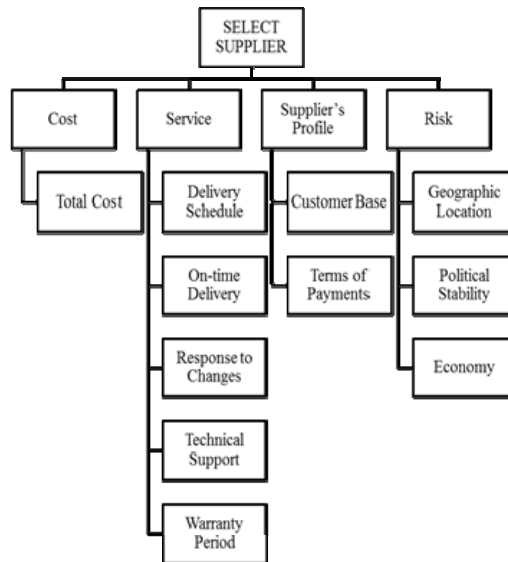 SELECT
SUPPLIER
Cost
Service
Supplier's
Profile
Risk
Total Cost
Delivery
Schedule
Customer Base
Geographic
Location
On-time
Delivery
Terms of
Payments
Political
Stability
Response to
Changes
Economy
Technical
Support
Warranty
Period